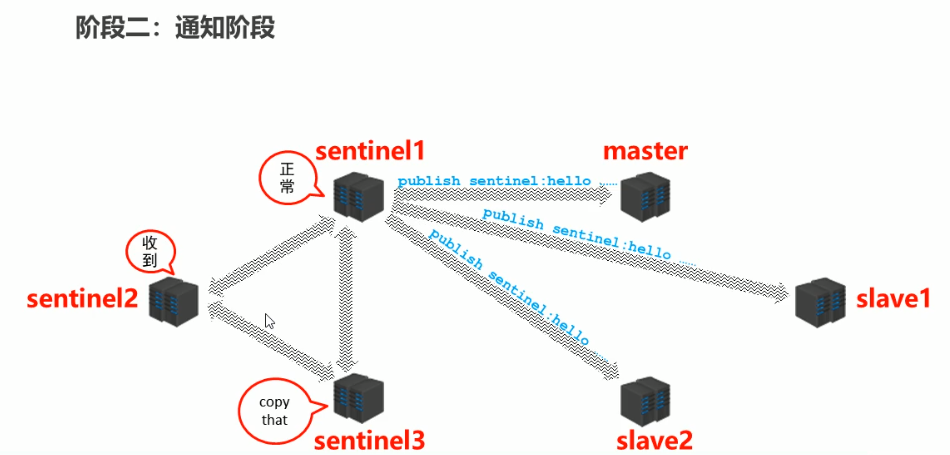 阶段二：通知阶段
sentinel1
master
正
常
publish sentinel:hello ......
publish sentinel:hello ......
publish sentinel:hello ......
收
到
sentinel2
slave1
copy
that
sentinel3
slave2